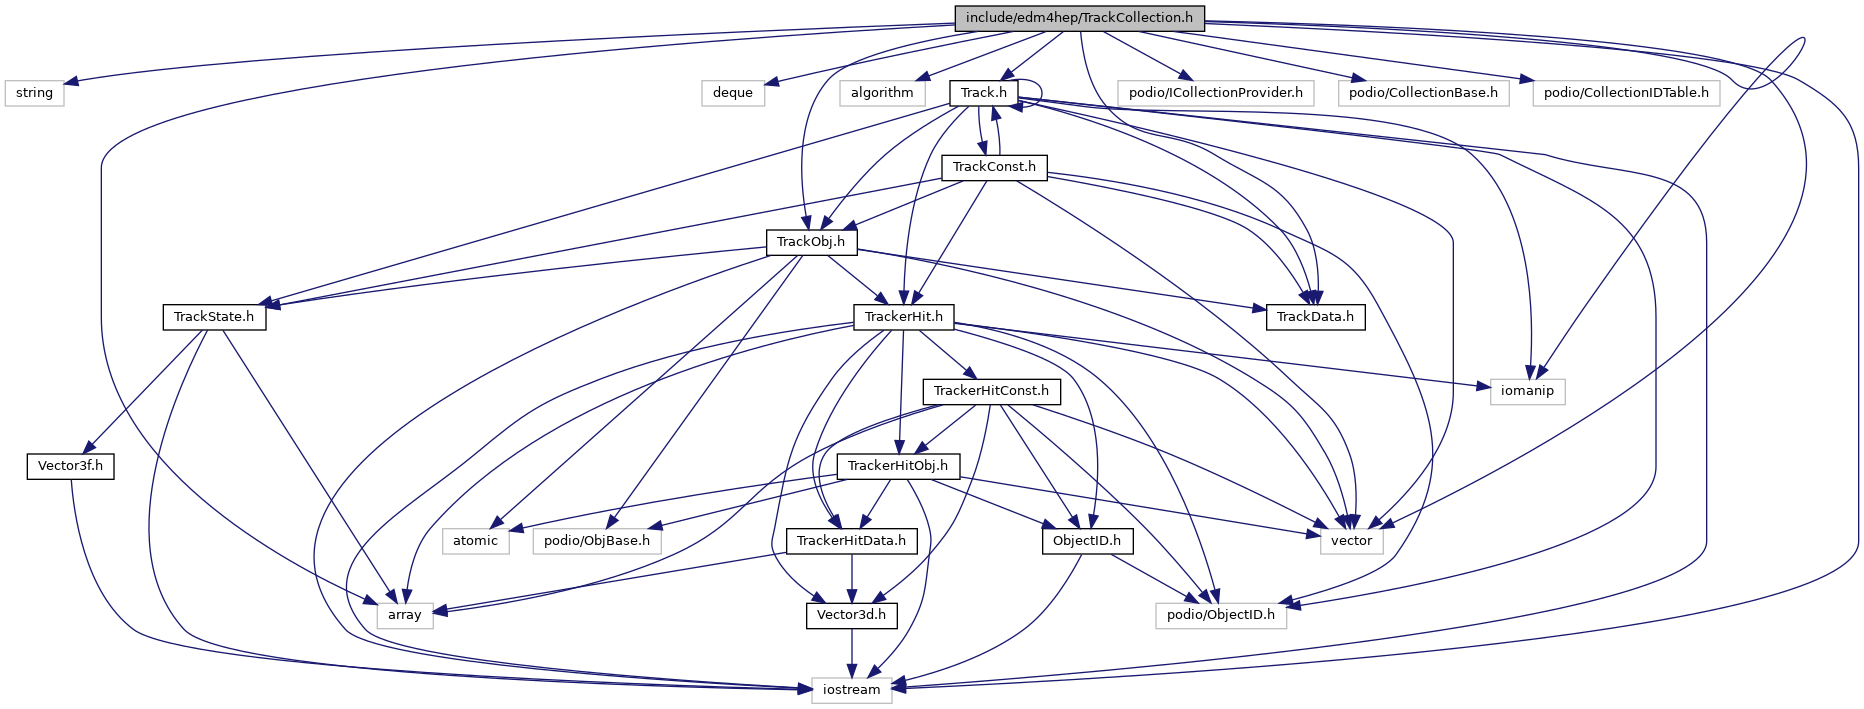 include/edm4hep/TrackCollection.h
string
deque
algorithm
Track.h
podio/ICollectionProvider.h
podio/CollectionBase.h
podio/CollectionIDTable.h
TrackConst.h
TrackObj.h
TrackState.h
TrackerHit.h
TrackData.h
TrackerHitConst.h
iomanip
Vector3f.h
TrackerHitObj.h
atomic
podio/ObjBase.h
TrackerHitData.h
ObjectID.h
vector
array
Vector3d.h
podio/ObjectID.h
iostream